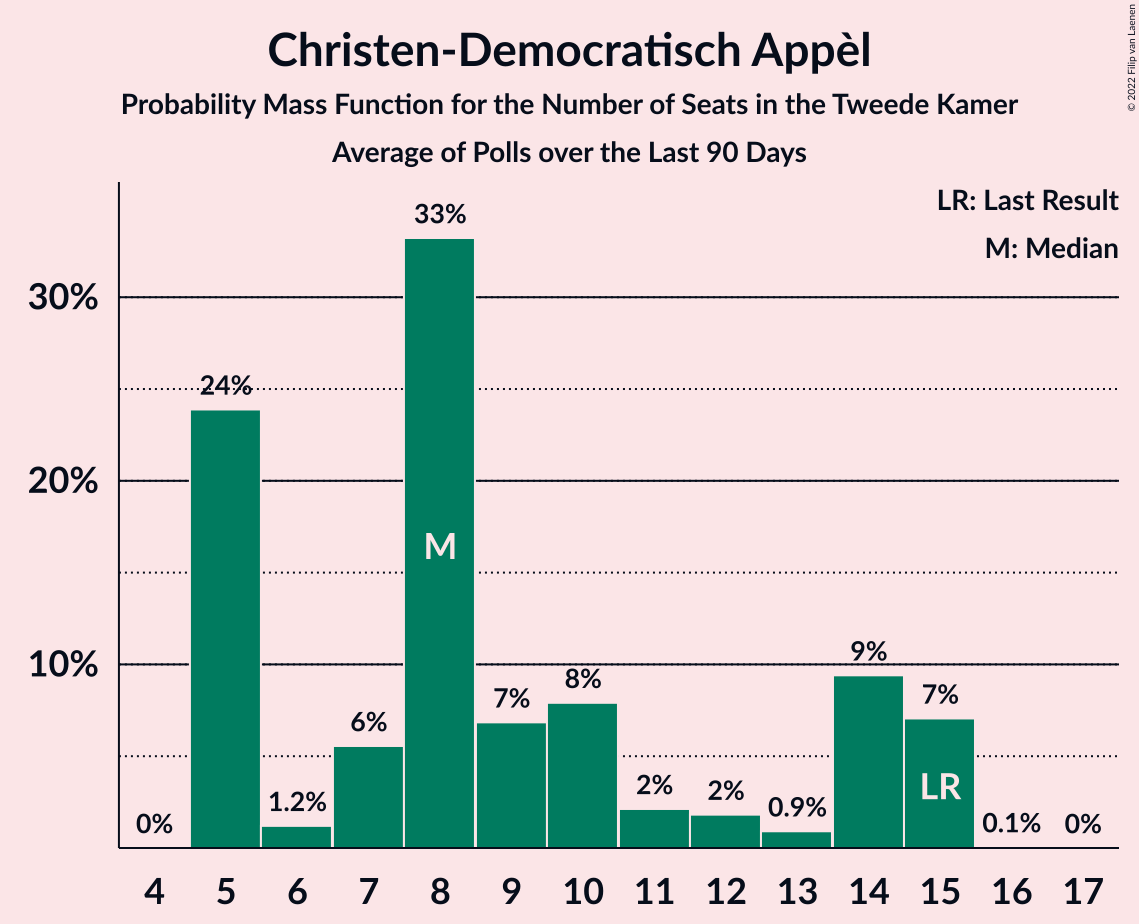 Christen-Democratisch Appèl
Probability Mass Function for the Number of Seats in the Tweede Kamer
Average of Polls over the Last 90 Days
© 2022 Filip van Laenen
LR: Last Result
M: Median
30%
20%
10%
0%
24%
1.2%
6%
33%
7%
8%
2%
2%
0.9%
9%
7%
0.1%
0%
M
LR
4 5 6 7 8 9 10 11 12 13 14 15 16 17